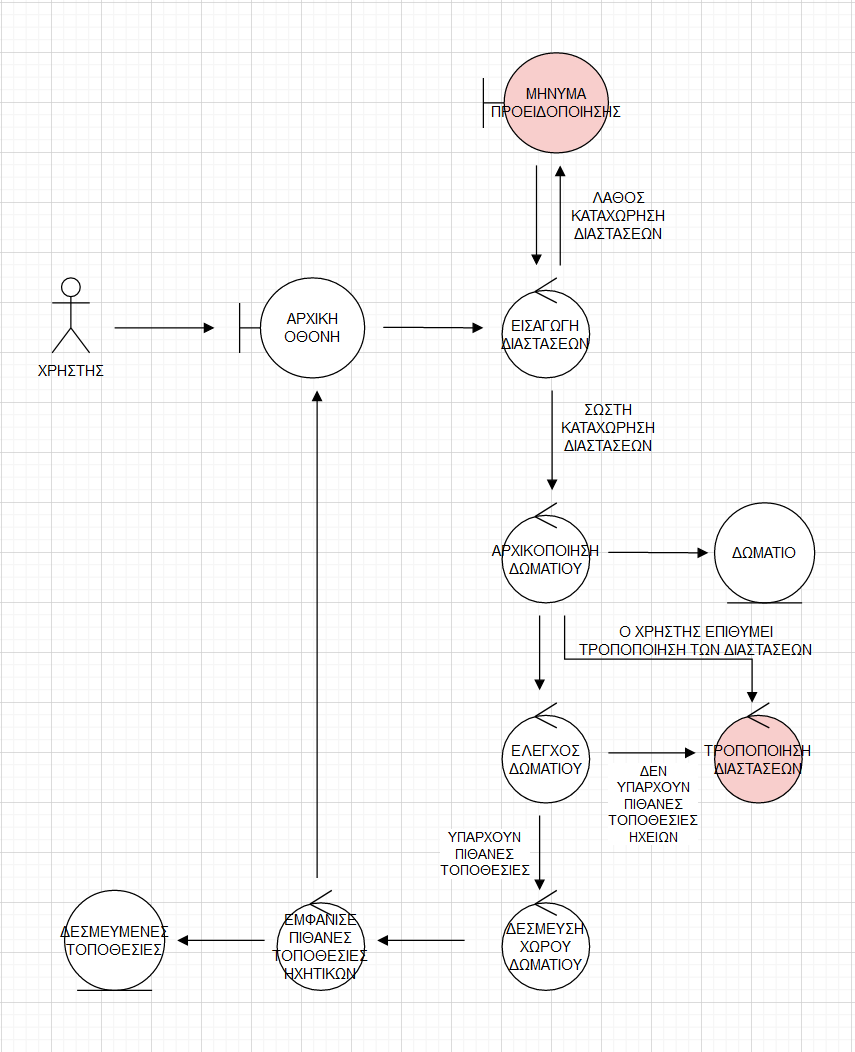 ΜΗΝΥΜΑ
ΠΡΟΕΙΔΟΠΟΙΗΣΗΣ
ΛΑΘΟΣ
ΚΑΤΑΧΩΡΗΣΗ
ΔΙΑΣΤΑΣΕΩΝ
ΧΡΗΣΤΗΣ
ΑΡΧΙΚΗ
ΟΘΟΝΗ
ΕΙΣΑΓΩΓΗ
ΔΙΑΣΤΑΣΕΩΝ
ΣΩΣΤΗ
ΚΑΤΑΧΩΡΗΣΗ
ΔΙΑΣΤΑΣΕΩΝ
ΑΡΧΙΚΟΠΟΙΗΣΗ
ΔΩΜΑΤΙΟΥ
ΔΩΜΑΤΙΟ
Ο ΧΡΗΣΤΗΣ ΕΠΙΘΥΜΕΙ
ΤΡΟΠΟΠΟΙΗΣΗ ΤΩΝ ΔΙΑΣΤΑΣΕΩΝ
ΕΛΕΓΧΟΣ
ΔΩΜΑΤΙΟΥ
ΔΕΝ
ΥΠΑΡΧΟΥΝ
ΠΙΘΑΝΕΣ
ΤΟΠΟΘΕΣΙΕΣ
ΗΧΕΙΩΝ
ΤΡΟΠΟΠΟΙΗΣΗ
ΔΙΑΣΤΑΣΕΩΝ
ΥΠΑΡΧΟΥΝ
ΠΙΘΑΝΕΣ
ΤΟΠΟΘΕΣΙΕΣ
ΔΕΣΜΕΥΜΕΝΕΣ
ΤΟΠΟΘΕΣΙΕΣ
ΕΜΦΑΝΙΣΕ
ΠΙΘΑΝΕΣ
ΤΟΠΟΘΕΣΙΕΣ
ΗΧΗΤΙΚΩΝ
ΔΕΣΜΕΥΣΗ
ΧΩΡΟΥ
ΔΩΜΑΤΙΟΥ